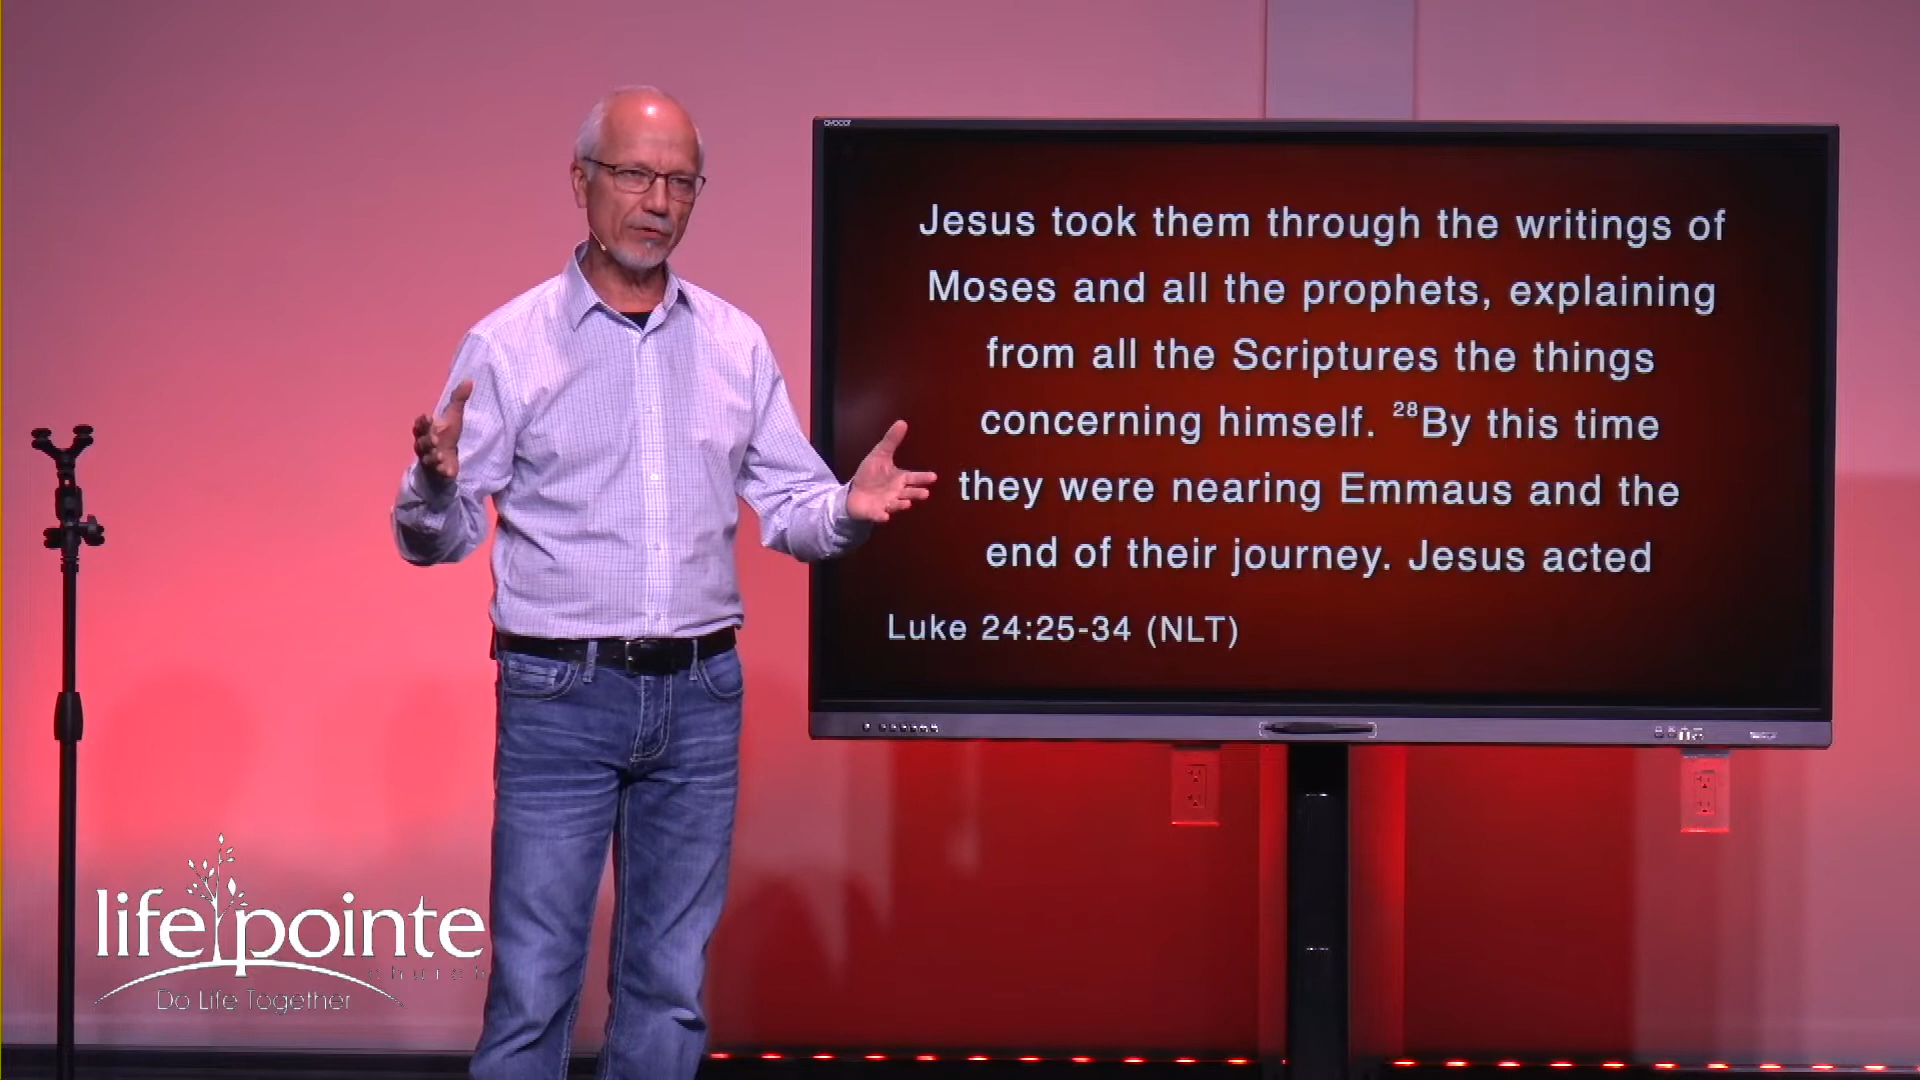 avocor
Jesus took them through the writings of
Moses and all the prophets, explaining
from all the Scriptures the things
concerning himself. ²⁸By this time
they were nearing Emmaus and the
end of their journey. Jesus acted
Luke 24:25-34 (NLT)
life pointe
church
Do Life Together